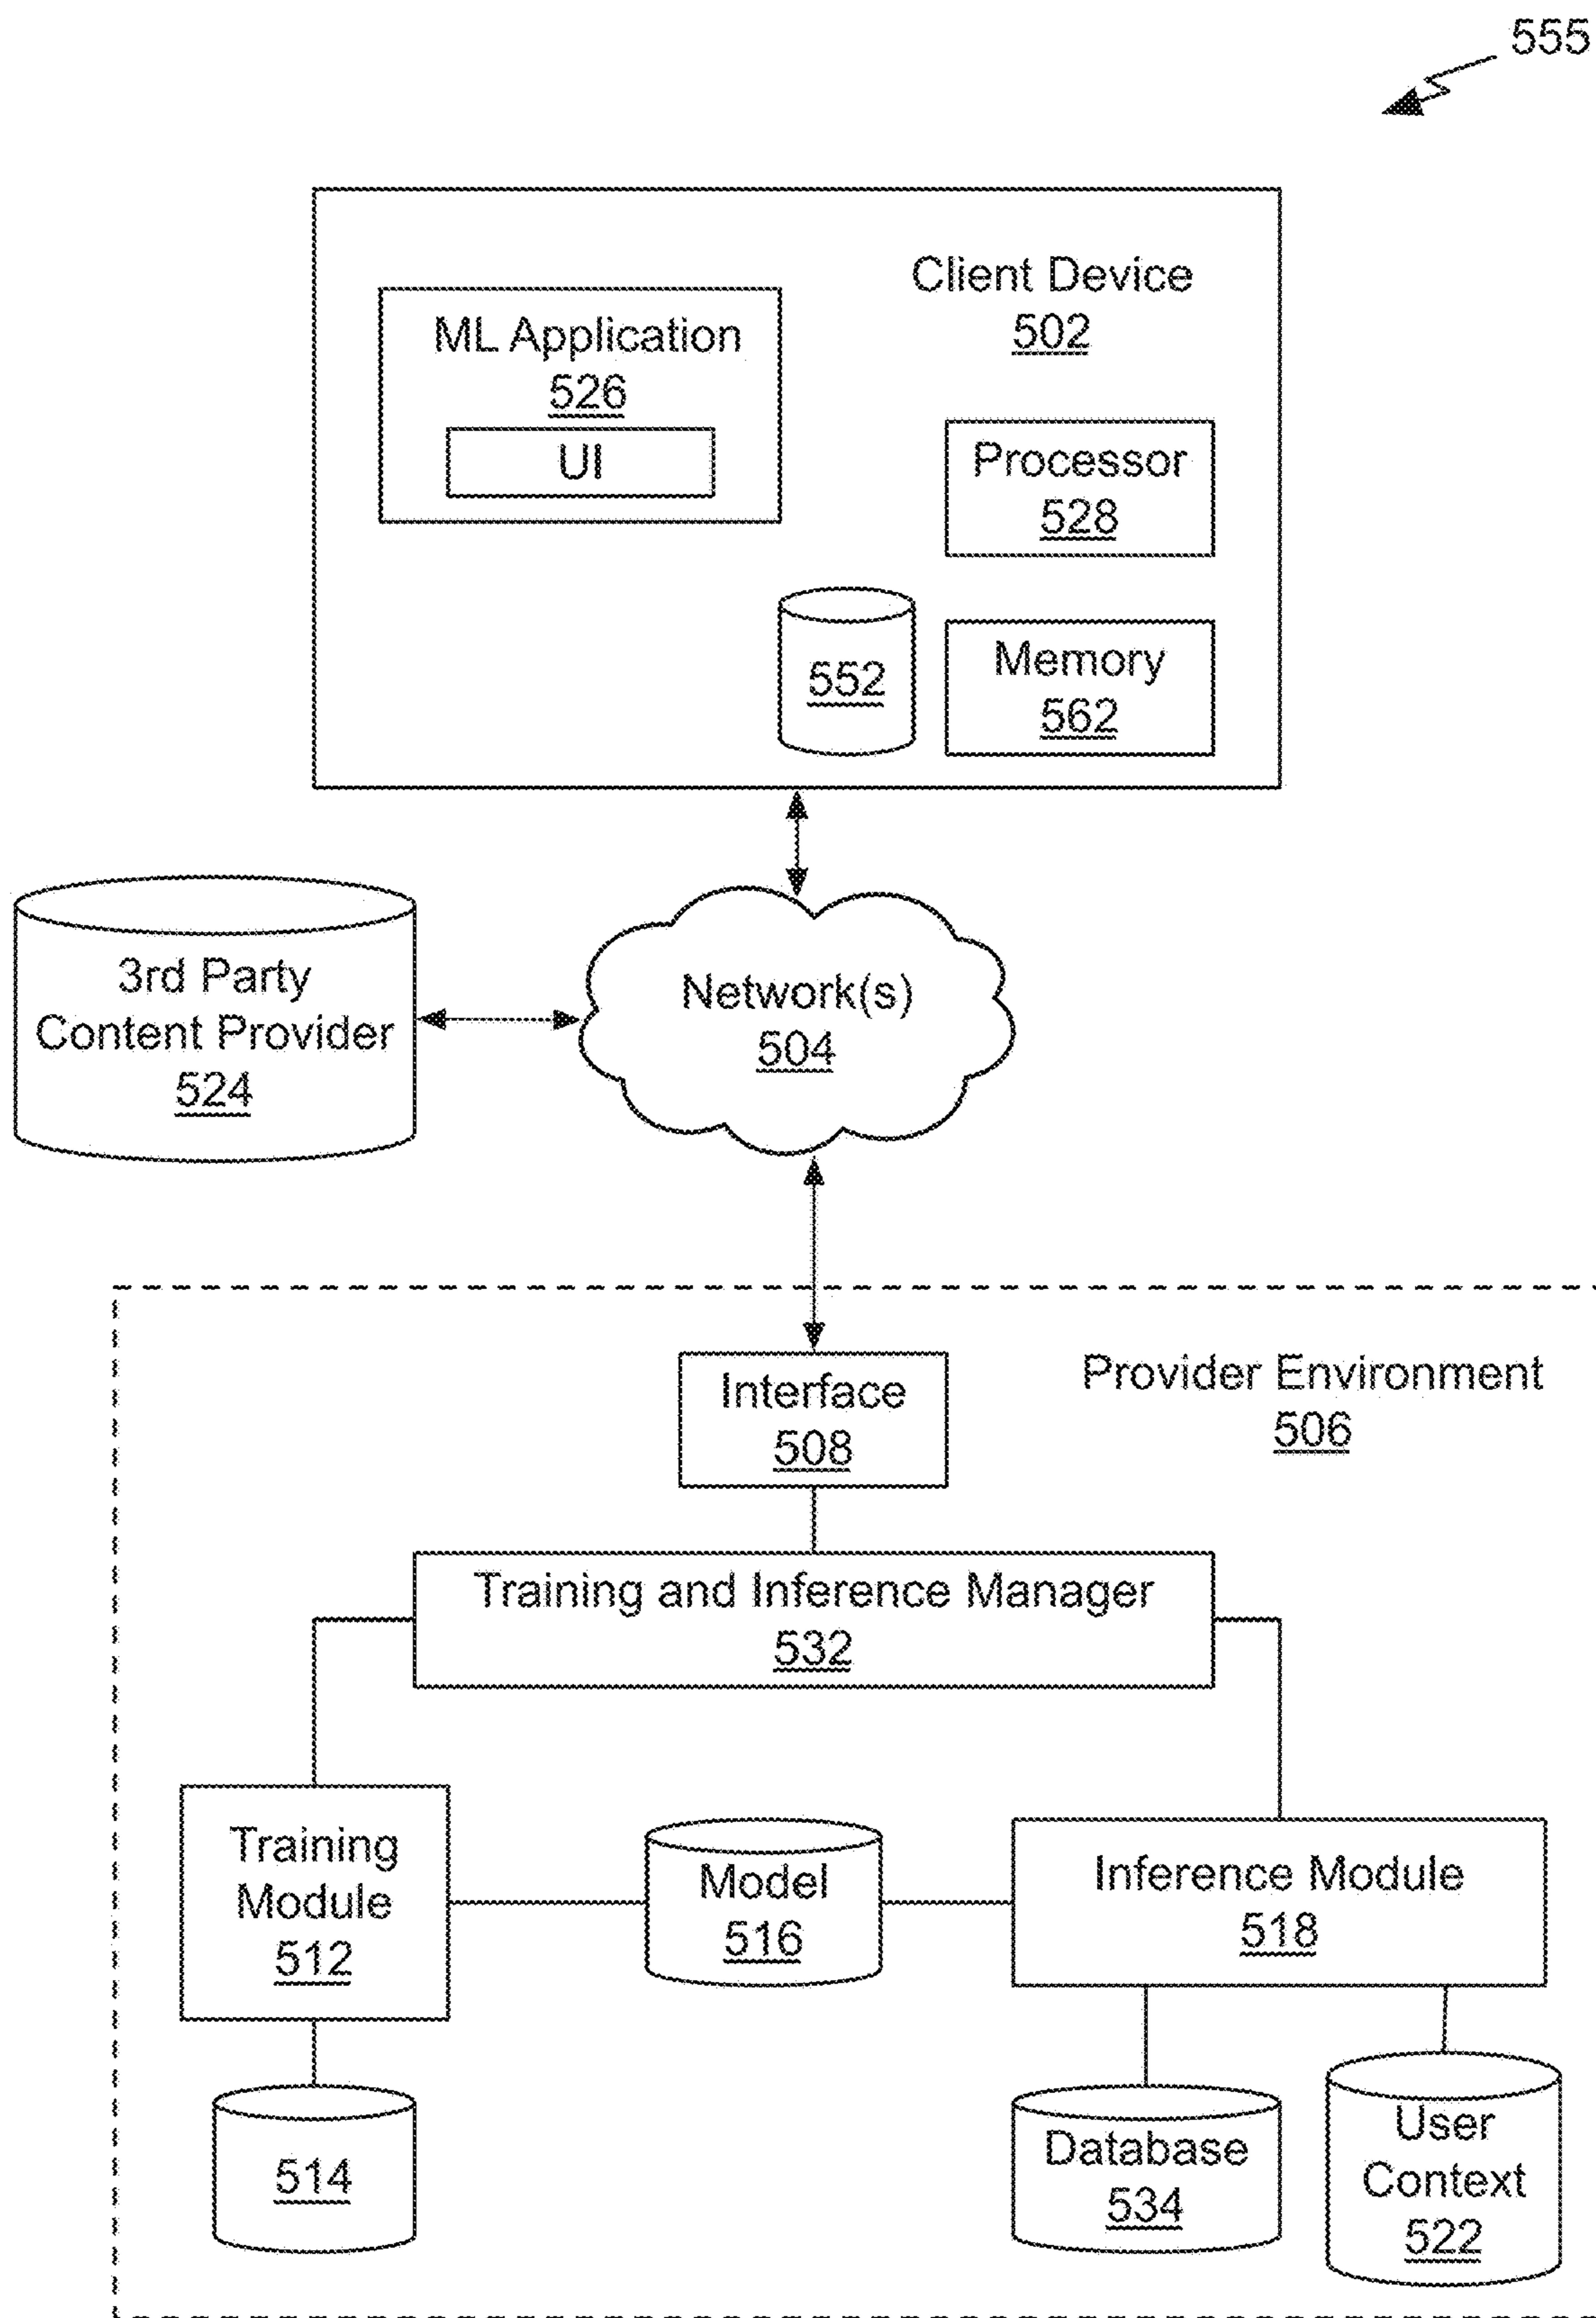 555
Client Device
502
ML Application
526
UI
Processor
528
552
Memory
562
3rd Party
Content Provider
524
Network(s)
504
Interface
508
Provider Environment
506
Training and Inference Manager
532
Training
Module
512
Model
516
Inference Module
518
514
Database
534
User
Context
522